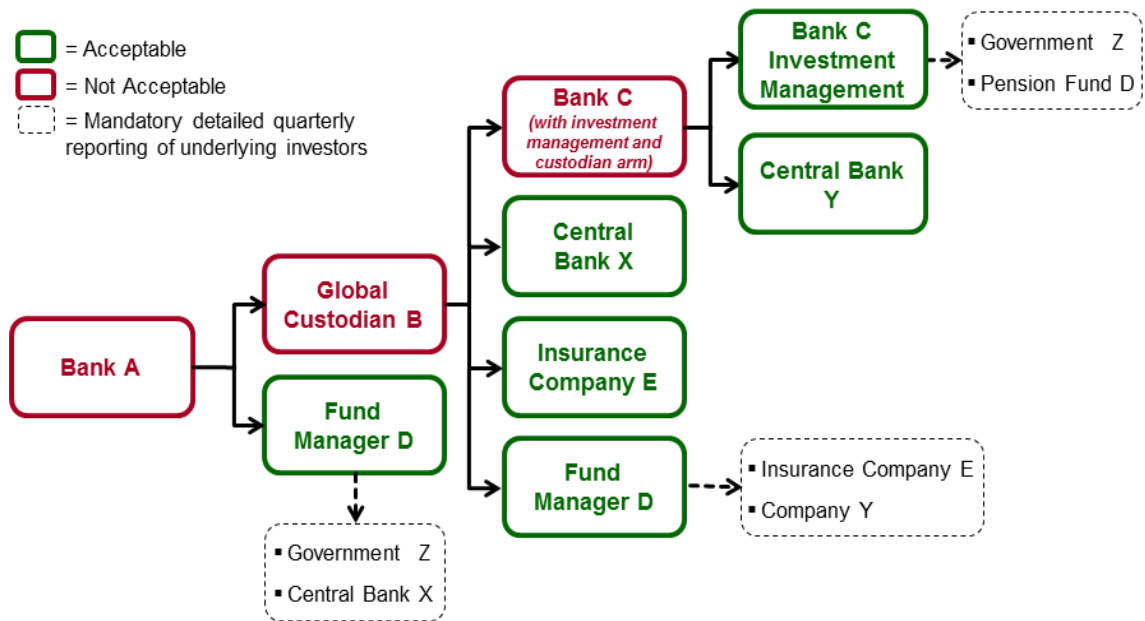 = Acceptable
= Not Acceptable
= Mandatory detailed quarterly
reporting of underlying investors
Bank A
Global
Custodian B
Fund
Manager D
▪ Government Z
▪ Central Bank X
Bank C
(with investment
management and
custodian arm)
Central
Bank X
Insurance
Company E
Fund
Manager D
Bank C
Investment
Management
Central Bank
Y
▪ Government Z
▪ Pension Fund D
▪ Insurance Company E
▪ Company Y